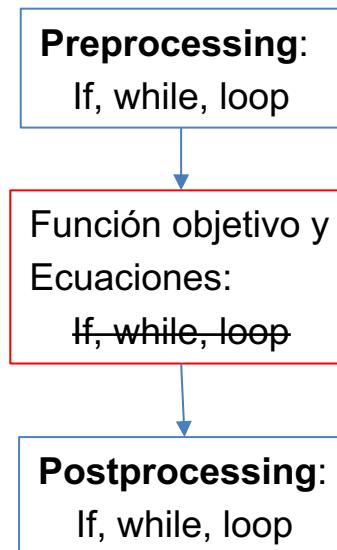 Preprocessing:
If, while, loop
Función objetivo y
Ecuaciones:
If, while, loop
Postprocessing:
If, while, loop